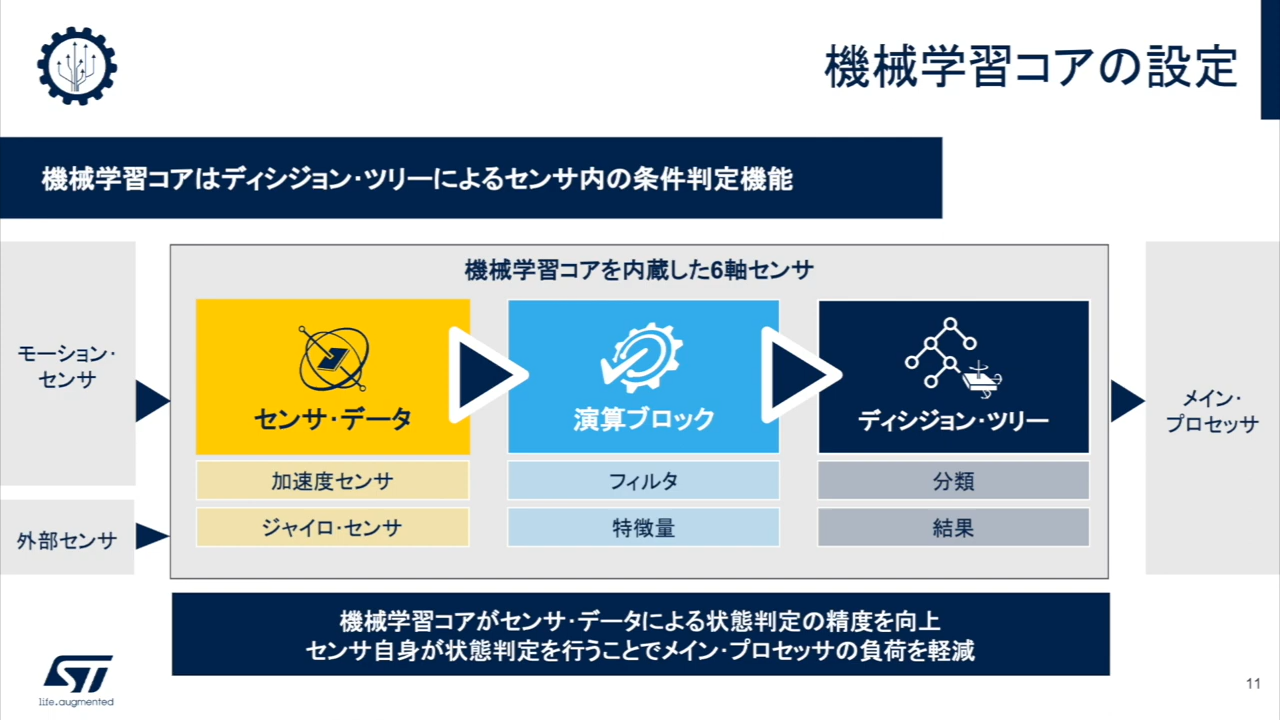 機械学習コアの設定
機械学習コアはディシジョン・ツリーによるセンサ内の条件判定機能
モーション・
センサ
外部センサ
機械学習コアを内蔵した6軸センサ
センサ・データ
加速度センサ
ジャイロ・センサ
演算ブロック
フィルタ
特徴量
ディシジョン・ツリー
分類
結果
メイン・
プロセッサ
機械学習コアがセンサ・データによる状態判定の精度を向上
センサ自身が状態判定を行うことでメイン・プロセッサの負荷を軽減
ST
life.augmented
11